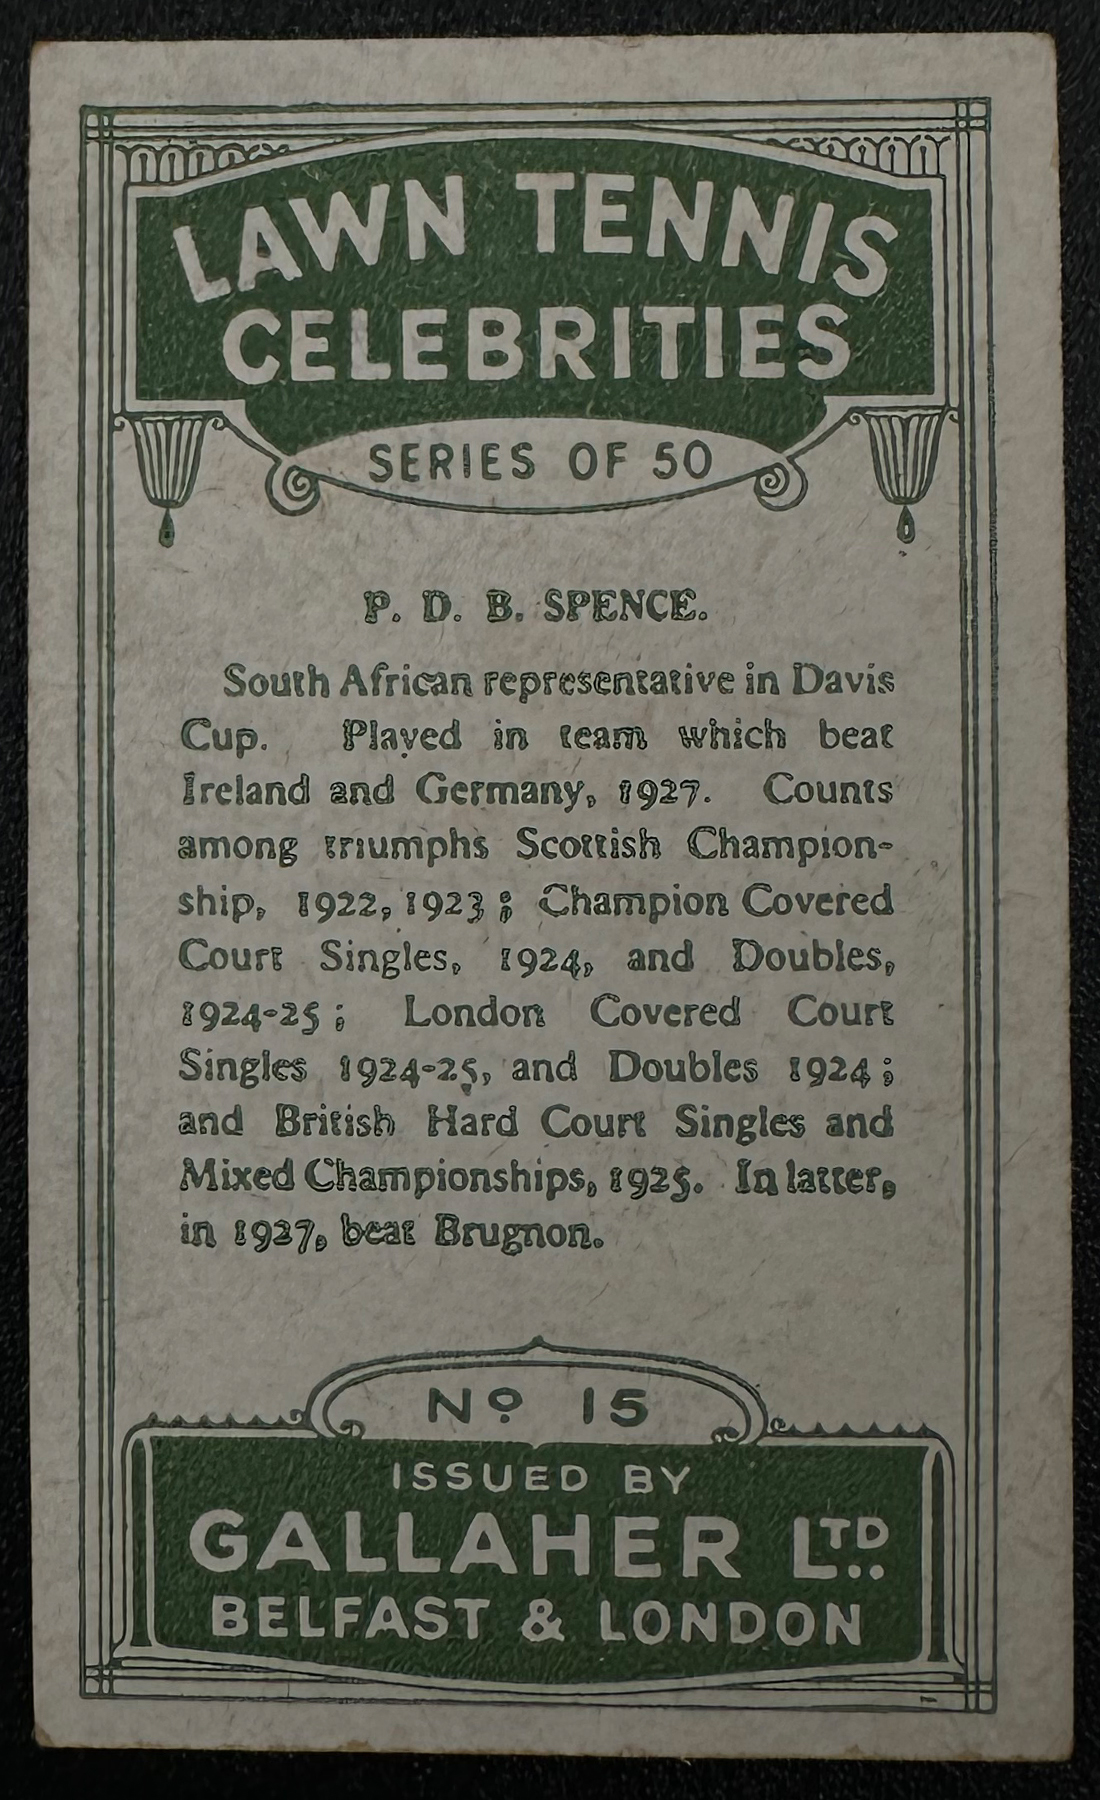 LAWN TENNIS
CELEBRITIES
SERIES OF 50
P. D. B. SPENCE.
South African representative in Davis
Cup. Played in team which beat
Ireland and Germany, 1927. Counts
among triumphs Scottish Champion-
ship, 1922, 1923; Champion Covered
Court Singles, 1924, and Doubles,
1924-25; London Covered Court
Singles 1924-25, and Doubles 1924;
and British Hard Court Singles and
Mixed Championships, 1925. In latter,
in 1927, beat Brugnon.
Nº 15
ISSUED BY
GALLAHER LTD.
BELFAST & LONDON